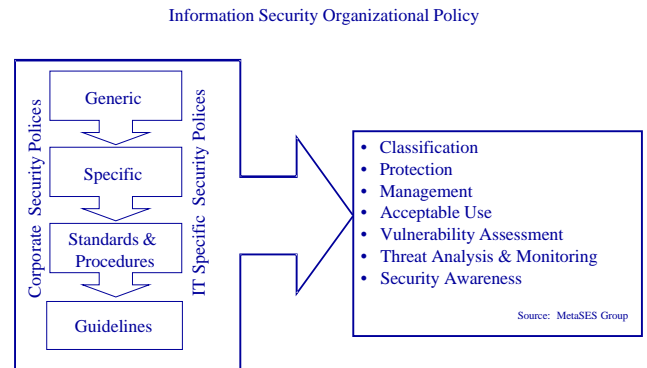 Information Security Organizational Policy
Corporate Security Polices
Generic
Specific
Standards &
Procedures
Guidelines
IT Specific Security Polices
• Classification
• Protection
• Management
• Acceptable Use
• Vulnerability Assessment
• Threat Analysis & Monitoring
• Security Awareness
Source: MetaSES Group